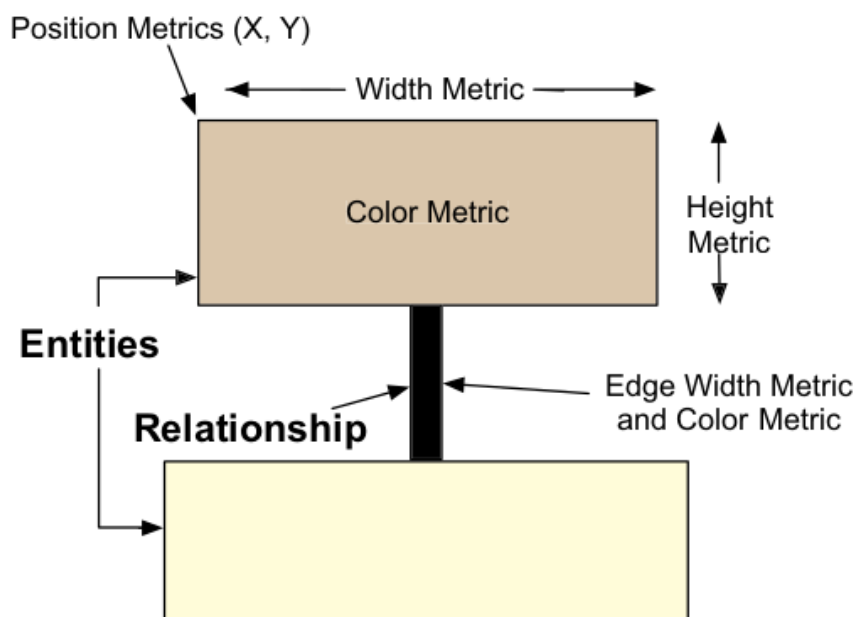 Position Metrics (X, Y)
Width Metric
Color Metric
Height
Metric
Entities
Edge Width Metric
and Color Metric
Relationship